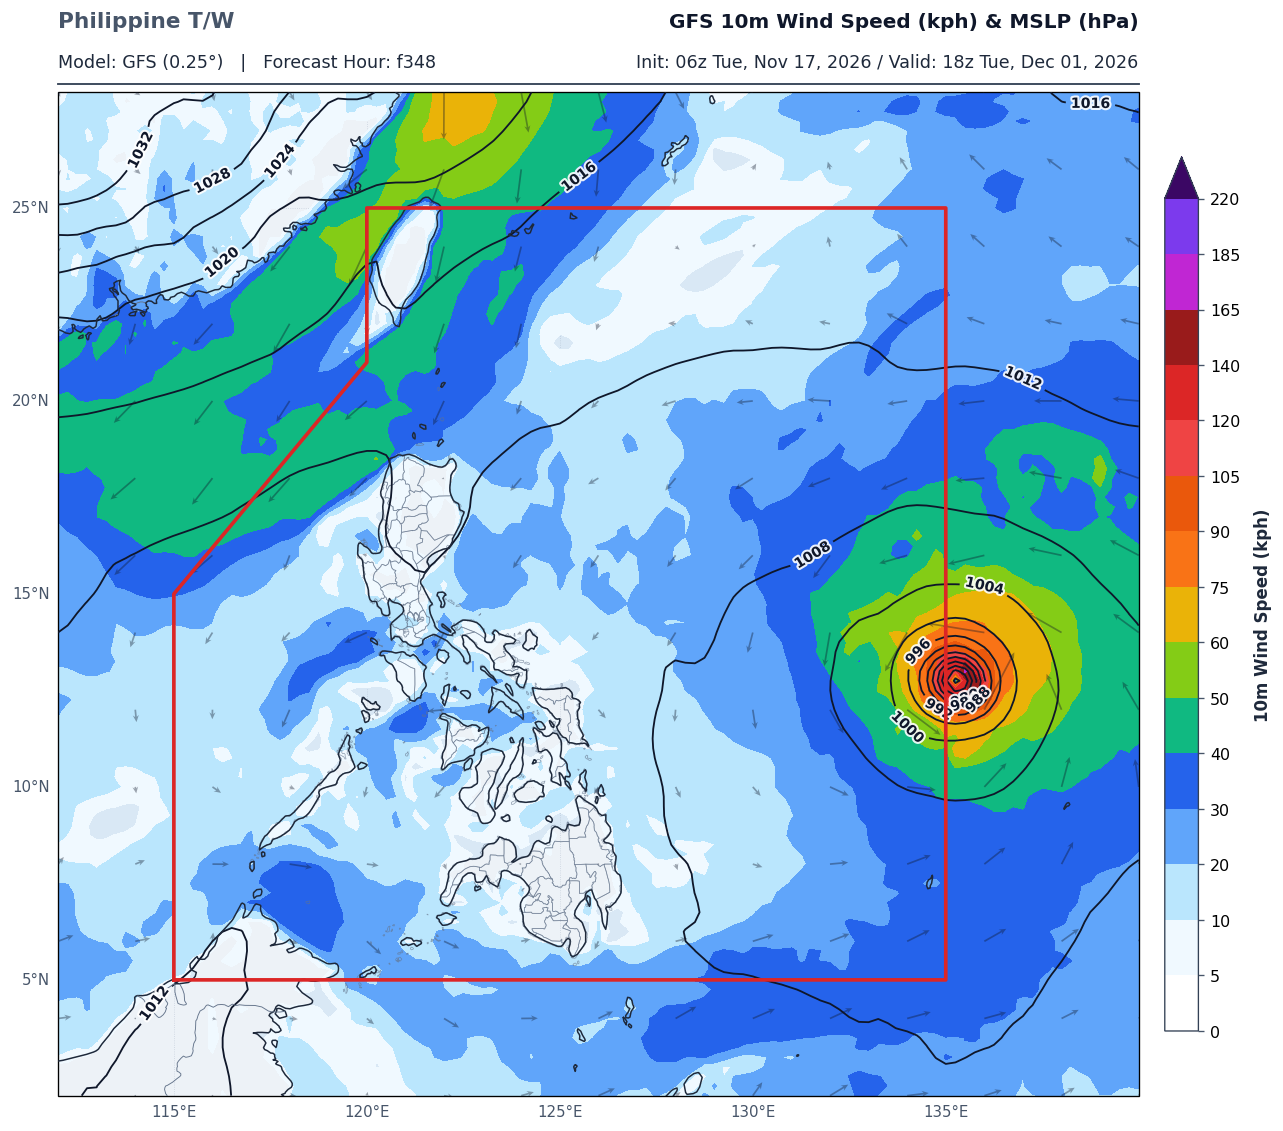 Philippine T/W
GFS 10m Wind Speed (kph) & MSLP (hPa)
Model: GFS (0.25°) | Forecast Hour: f348
Init: 06z Tue, Nov 17, 2026 / Valid: 18z Tue, Dec 01, 2026
1016
1032
1028
1024
1020
1016
1012
1008
1004
996
988
1000
1012
25°N
20°N
15°N
10°N
5°N
115°E
120°E
125°E
130°E
135°E
220
185
165
140
120
105
90
75
60
50
40
30
20
10
5
0
10m Wind Speed (kph)